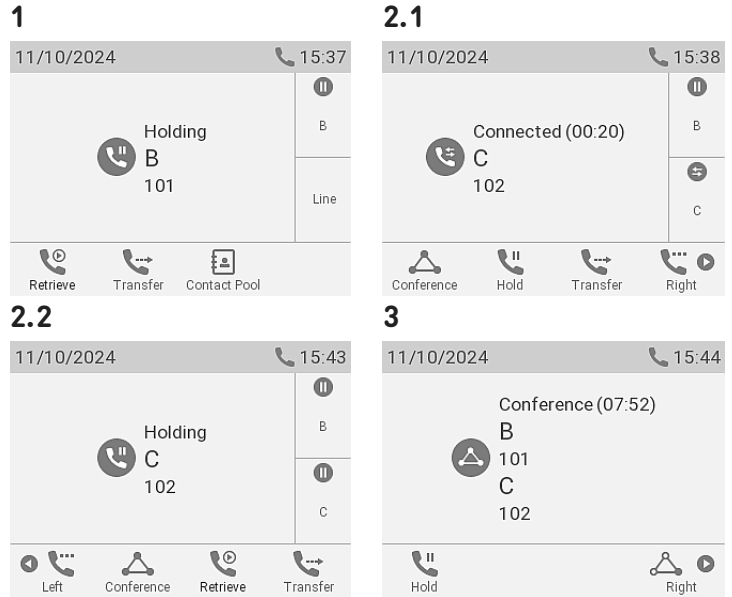 1
11/10/2024 15:37
Holding
B
101
B
Line
Retrieve Transfer Contact Pool
2.1
11/10/2024 15:38
Connected (00:20)
C
102
B
C
Conference Hold Transfer Right
2.2
11/10/2024 15:43
Holding
C
102
B
C
Left Conference Retrieve Transfer
3
11/10/2024 15:44
Conference (07:52)
B
101
C
102
Hold Right